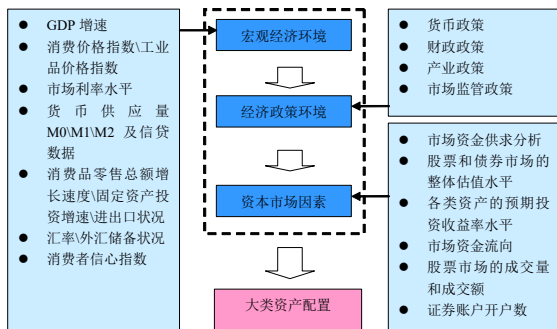 GDP 增速
消费价格指数\工业
品价格指数
市场利率水平
货币供应量
M0\M1\M2 及信贷
数据
消费品零售总额增
长速度\固定资产投
资增速\进出口状况
汇率\外汇储备状况
消费者信心指数
宏观经济环境
经济政策环境
资本市场因素
大类资产配置
货币政策
财政政策
产业政策
市场监管政策
市场资金供求分析
股票和债券市场的
整体估值水平
各类资产的预期投
资收益率水平
市场资金流向
股票市场的成交量
和成交额
证券账户开户数